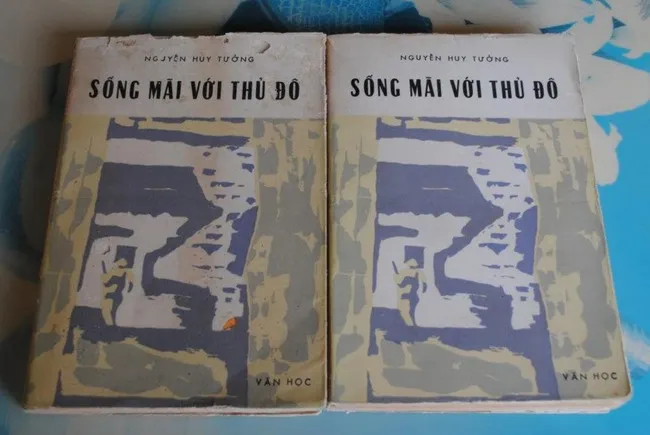 NGUYỄN HUY TƯỞNG
SỐNG MÃI VỚI THỦ ĐÔ
VĂN HỌC
NGUYỄN HUY TƯỞNG
SỐNG MÃI VỚI THỦ ĐÔ
VĂN HỌC